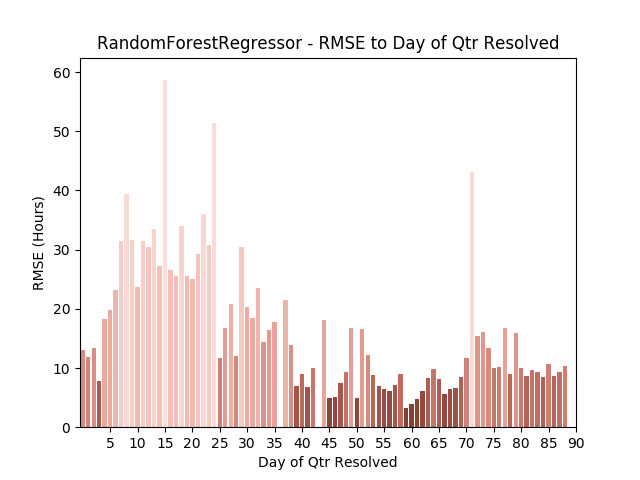 RandomForestRegressor - RMSE to Day of Qtr Resolved
60
50
40
30
20
10
0
RMSE (Hours)
5 10 15 20 25 30 35 40 45 50 55 60 65 70 75 80 85 90
Day of Qtr Resolved